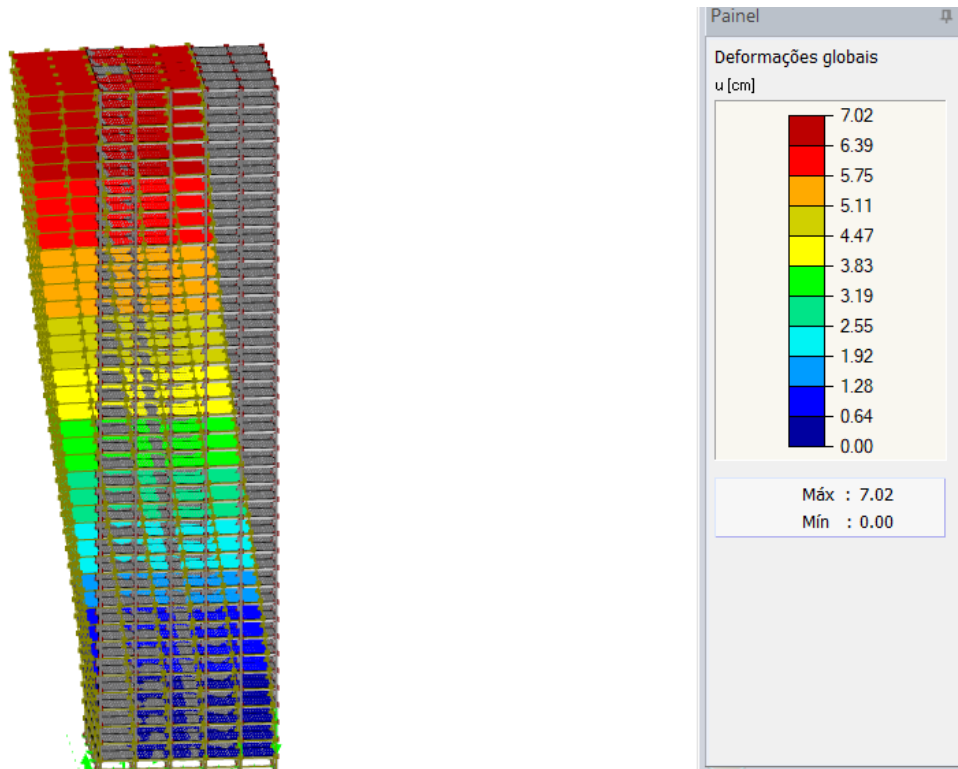 Painel
Deformações globais
u [cm]
7.02
6.39
5.75
5.11
4.47
3.83
3.19
2.55
1.92
1.28
0.64
0.00
Máx : 7.02
Mín : 0.00